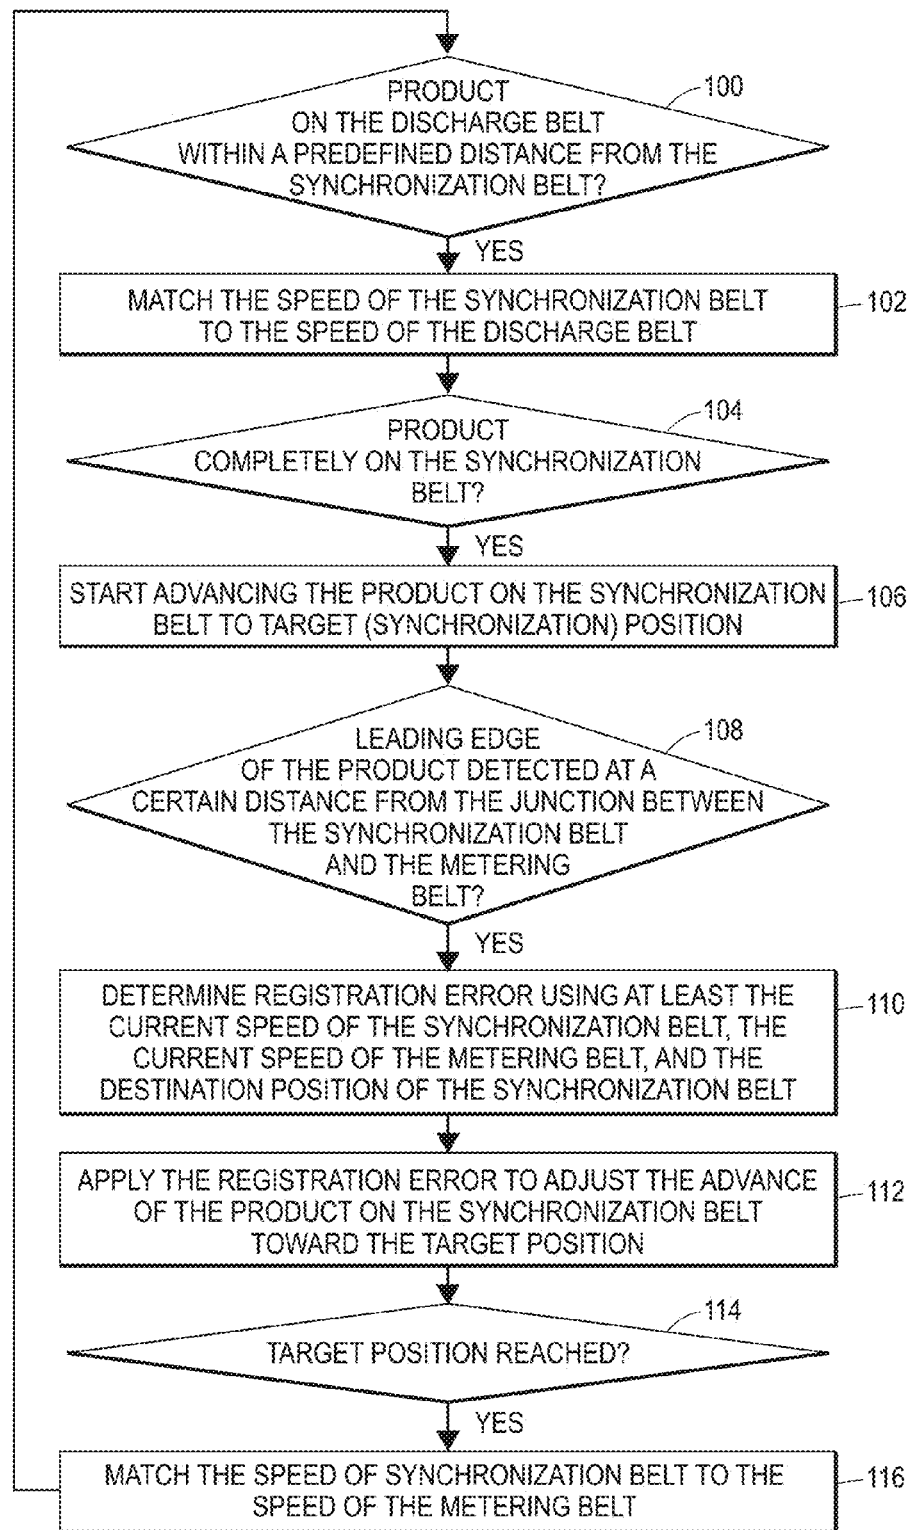 PRODUCT
ON THE DISCHARGE BELT
WITHIN A PREDEFINED DISTANCE FROM THE
SYNCHRONIZATION BELT?
100
YES
MATCH THE SPEED OF THE SYNCHRONIZATION BELT
TO THE SPEED OF THE DISCHARGE BELT
102
PRODUCT
COMPLETELY ON THE SYNCHRONIZATION
BELT?
104
YES
START ADVANCING THE PRODUCT ON THE SYNCHRONIZATION
BELT TO TARGET (SYNCHRONIZATION) POSITION
106
LEADING EDGE
OF THE PRODUCT DETECTED AT A
CERTAIN DISTANCE FROM THE JUNCTION BETWEEN
THE SYNCHRONIZATION BELT
AND THE METERING
BELT?
108
YES
DETERMINE REGISTRATION ERROR USING AT LEAST THE
CURRENT SPEED OF THE SYNCHRONIZATION BELT, THE
CURRENT SPEED OF THE METERING BELT, AND THE
DESTINATION POSITION OF THE SYNCHRONIZATION BELT
110
APPLY THE REGISTRATION ERROR TO ADJUST THE ADVANCE
OF THE PRODUCT ON THE SYNCHRONIZATION BELT
TOWARD THE TARGET POSITION
112
TARGET POSITION REACHED?
114
YES
MATCH THE SPEED OF SYNCHRONIZATION BELT TO THE
SPEED OF THE METERING BELT
116